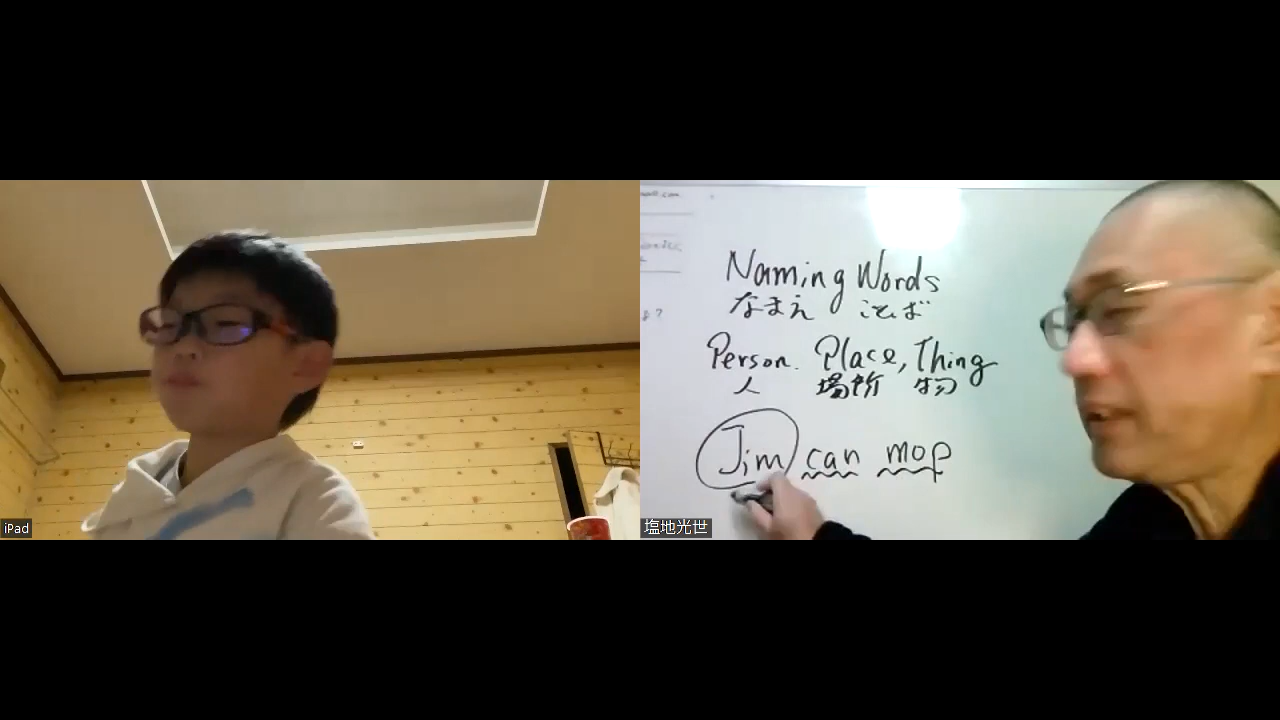 Naming Words
なまえ ことば
Person. Place, Thing
人 場所 物
Jim can mop
iPad
塩地光世